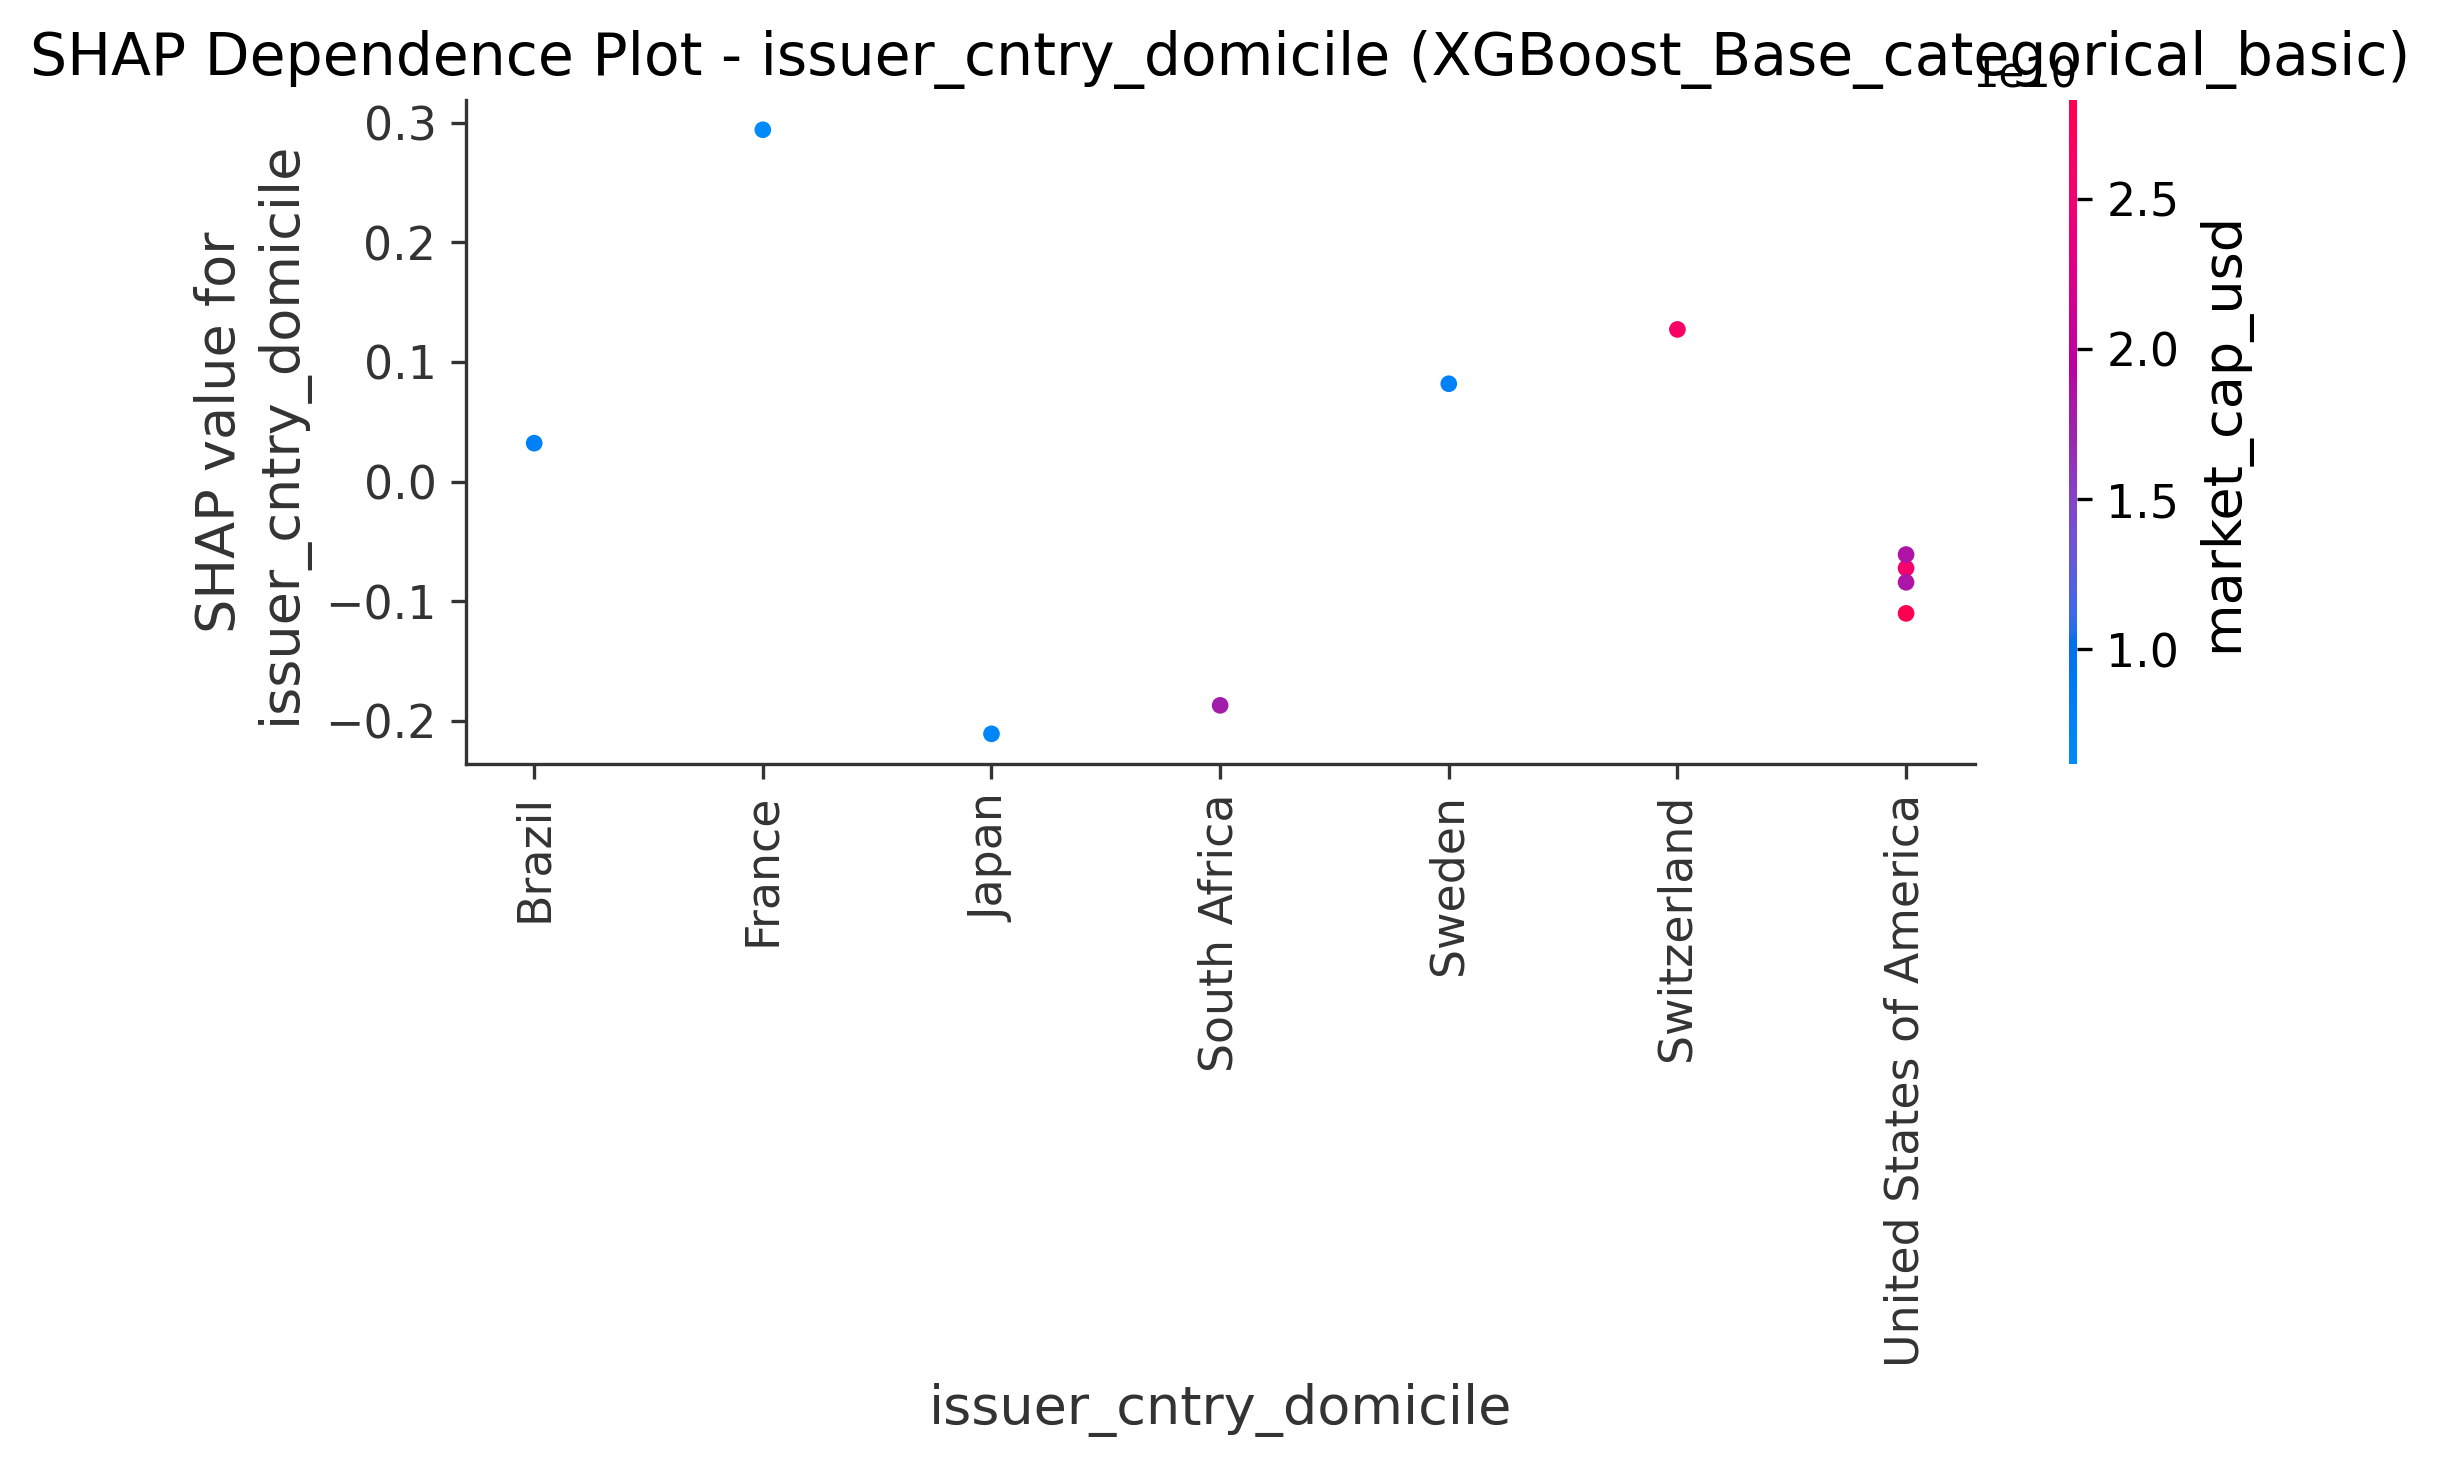 SHAP Dependence Plot - issuer_cntry_domicile (XGBoost_Base_categorical_basic)
1e10
SHAP value for
issuer_cntry_domicile
0.3
0.2
0.1
0.0
−0.1
−0.2
Brazil
France
Japan
South Africa
Sweden
Switzerland
United States of America
issuer_cntry_domicile
2.5
2.0
1.5
1.0
market_cap_usd